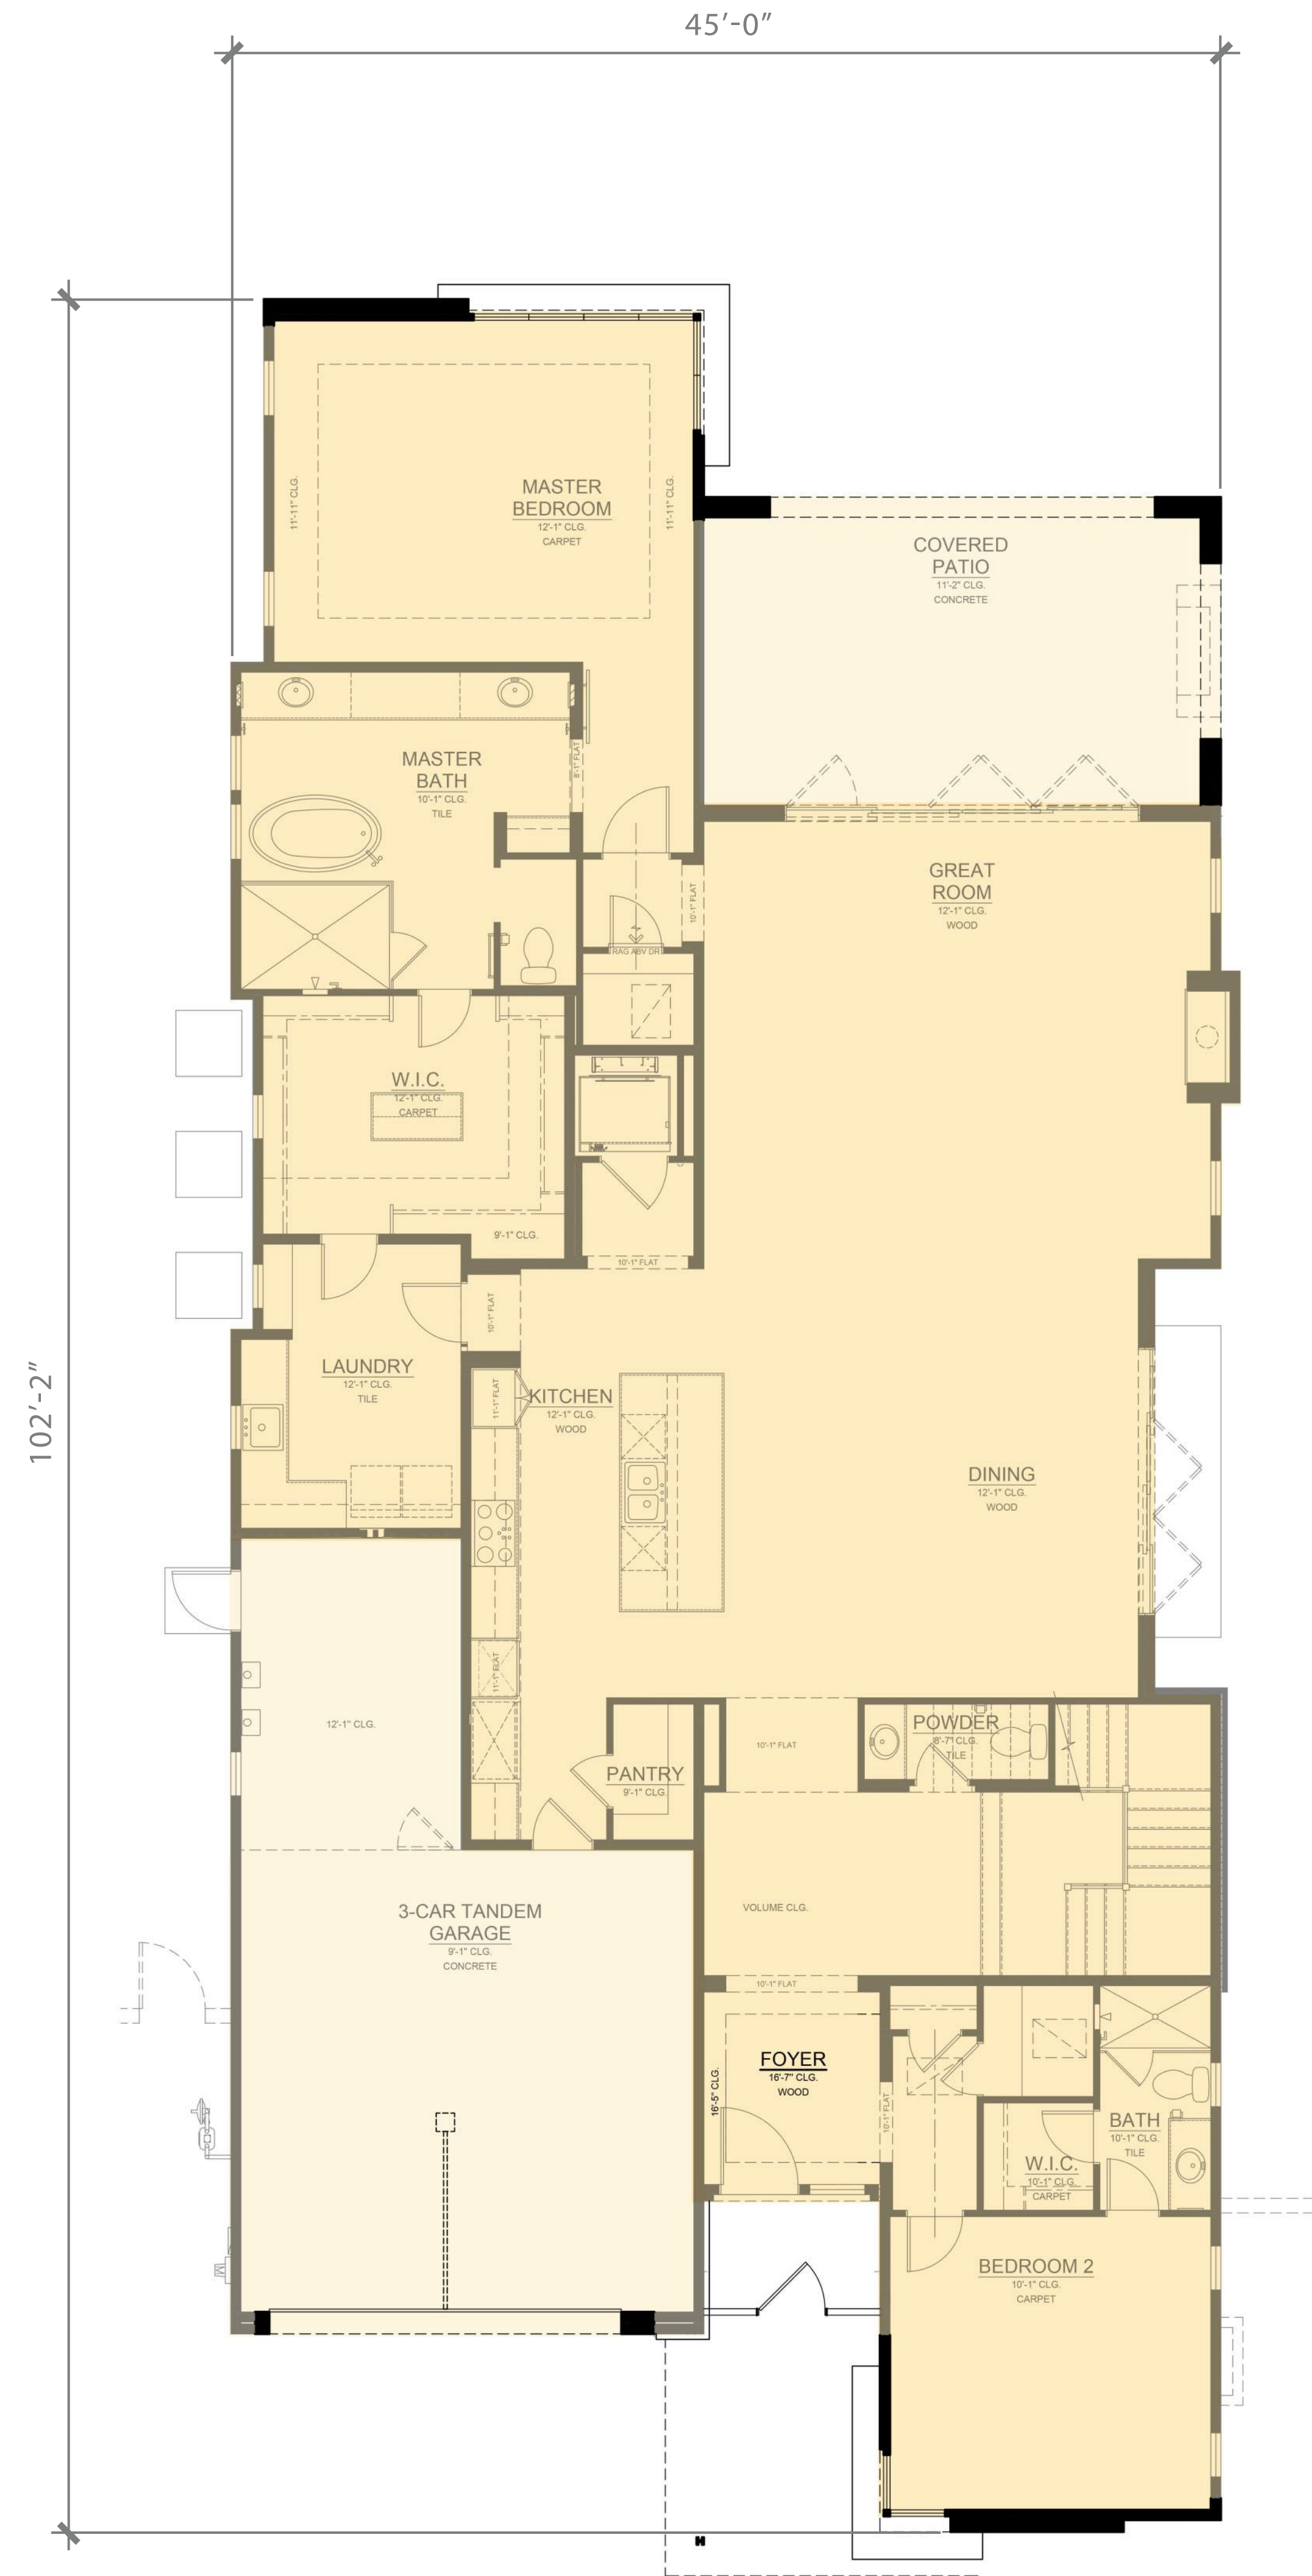 45’-0”
102’-2”
MASTER
BEDROOM
12'-1" CLG.
CARPET
11'-11" CLG.
11'-11" CLG.
COVERED
PATIO
11'-2" CLG.
CONCRETE
MASTER
BATH
10'-1" CLG.
TILE
8'-1" FLAT
GREAT
ROOM
12'-1" CLG.
WOOD
10'-1" FLAT
W.I.C.
12'-1" CLG.
CARPET
9'-1" CLG.
10'-1" FLAT
10'-1" FLAT
LAUNDRY
12'-1" CLG.
TILE
11'-1" FLAT
KITCHEN
12'-1" CLG.
WOOD
DINING
12'-1" CLG.
WOOD
11'-1" FLAT
12'-1" CLG.
PANTRY
9'-1" CLG.
10'-1" FLAT
POWDER
8'-7" CLG.
TILE
3-CAR TANDEM
GARAGE
9'-1" CLG.
CONCRETE
VOLUME CLG.
10'-1" FLAT
FOYER
16'-7" CLG.
WOOD
16'-5" CLG.
10'-1" FLAT
BATH
10'-1" CLG.
TILE
W.I.C.
10'-1" CLG.
CARPET
BEDROOM 2
10'-1" CLG.
CARPET
M